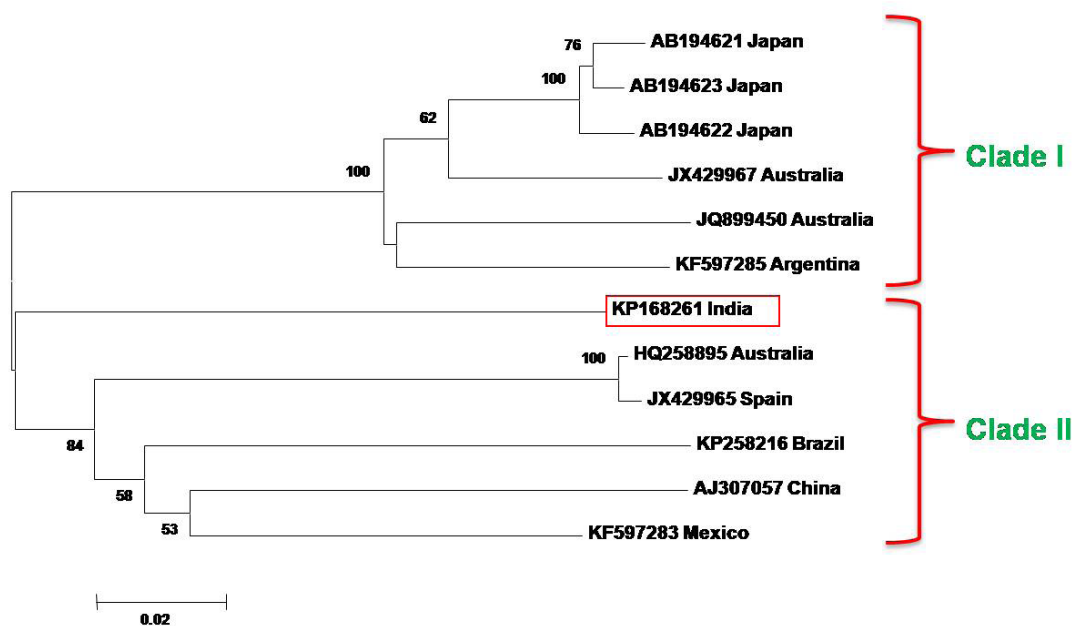 76
AB194621 Japan
AB194623 Japan
100
AB194622 Japan
62
JX429967 Australia
100
JQ899450 Australia
KF597285 Argentina
Clade I
KP168261 India
HQ258895 Australia
100
JX429965 Spain
84
KP258216 Brazil
58
AJ307057 China
53
KF597283 Mexico
Clade II
0.02